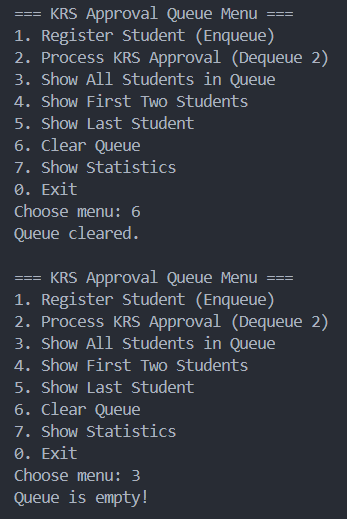 === KRS Approval Queue Menu ===
1. Register Student (Enqueue)
2. Process KRS Approval (Dequeue 2)
3. Show All Students in Queue
4. Show First Two Students
5. Show Last Student
6. Clear Queue
7. Show Statistics
0. Exit
Choose menu: 6
Queue cleared.

=== KRS Approval Queue Menu ===
1. Register Student (Enqueue)
2. Process KRS Approval (Dequeue 2)
3. Show All Students in Queue
4. Show First Two Students
5. Show Last Student
6. Clear Queue
7. Show Statistics
0. Exit
Choose menu: 3
Queue is empty!